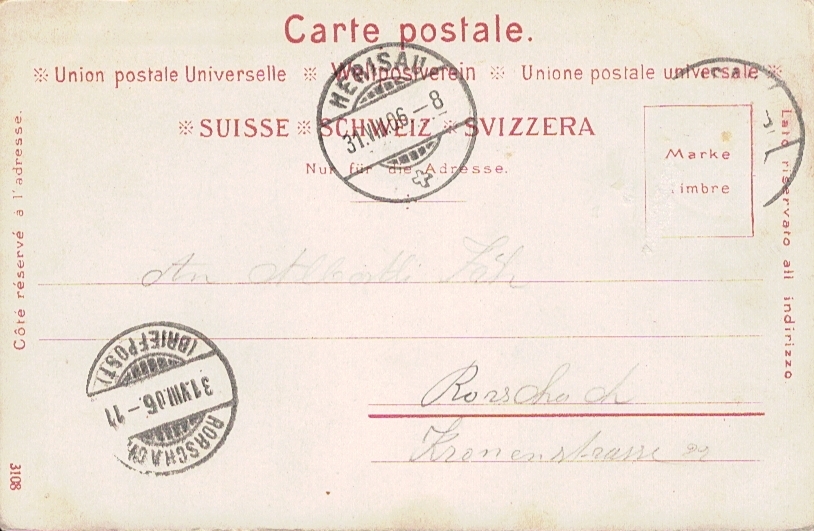 Carte postale.
※ Union postale Universelle ※ Weltpostverein ※ Unione postale universale ※
※ SUISSE ※ SCHWEIZ ※ SVIZZERA
Nur für die Adresse.
Côté réservé à l'adresse.
Lato riservato all indirizzo
Marke
Timbre
HERISAU
31.VIII.06.-8
An
Rorschach
Kronenstrasse
(BRIEFPOST)
31.VIII.06.-11
RORSCHACH
3108